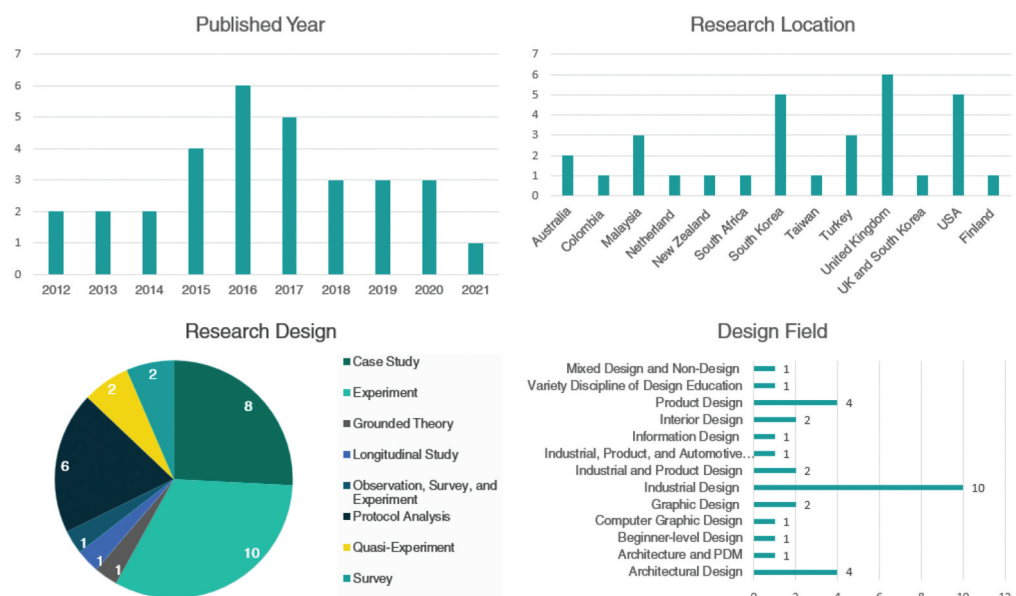 Published Year
7
6
5
4
3
2
1
0
2012 2013 2014 2015 2016 2017 2018 2019 2020 2021
Research Location
7
6
5
4
3
2
1
0
Australia
Colombia
Malaysia
Netherland
New Zealand
South Africa
South Korea
Taiwan
Turkey
United Kingdom
UK and South Korea
USA
Finland
Research Design
8
10
1
1
1
6
2
2
Case Study
Experiment
Grounded Theory
Longitudinal Study
Observation, Survey, and
Experiment
Protocol Analysis
Quasi-Experiment
Survey
Design Field
Mixed Design and Non-Design 1
Variety Discipline of Design Education 1
Product Design 4
Interior Design 2
Information Design 1
Industrial, Product, and Automotive... 1
Industrial and Product Design 2
Industrial Design 10
Graphic Design 2
Computer Graphic Design 1
Beginner-level Design 1
Architecture and PDM 1
Architectural Design 4
0 2 4 6 8 10 12